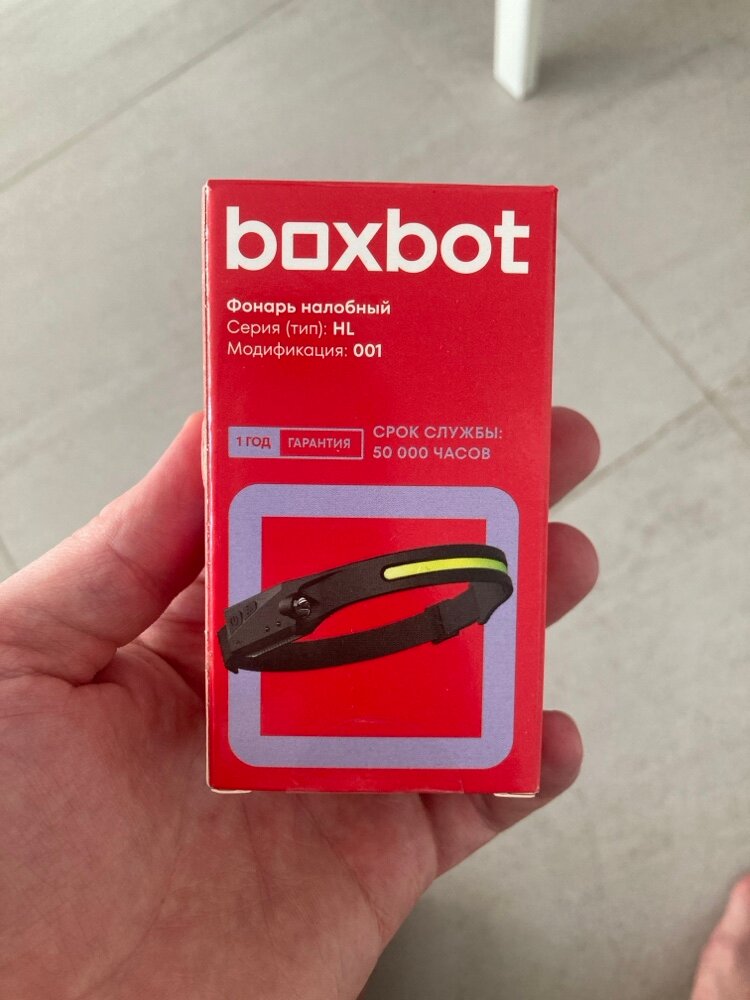 boxbot
Фонарь налобный
Серия (тип): HL
Модификация: 001
1 ГОД ГАРАНТИЯ
СРОК СЛУЖБЫ:
50 000 ЧАСОВ